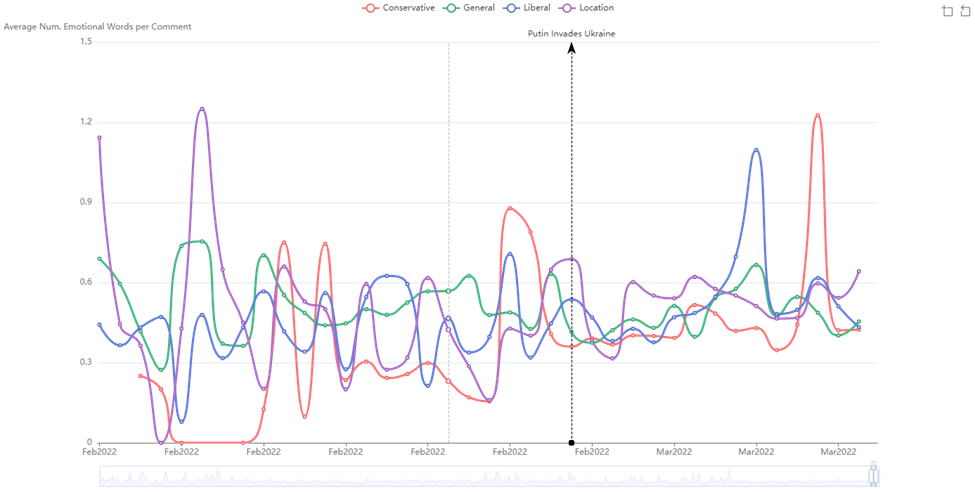 Conservative General Liberal Location
Average Num. Emotional Words per Comment
Putin Invades Ukraine
1.5
1.2
0.9
0.6
0.3
0
Feb2022 Feb2022 Feb2022 Feb2022 Feb2022 Feb2022 Feb2022 Mar2022 Mar2022 Mar2022